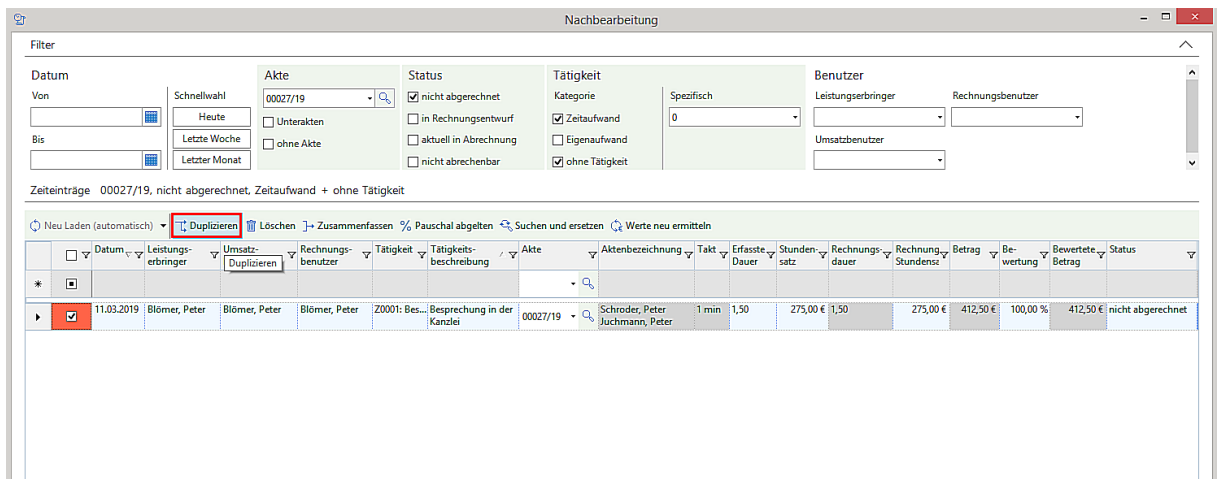 Nachbearbeitung
Filter
Datum
Von
Bis
Schnellwahl
Heute
Letzte Woche
Letzter Monat
Akte
00027/19
Unterakten
ohne Akte
Status
nicht abgerechnet
in Rechnungsentwurf
aktuell in Abrechnung
nicht abrechenbar
Tätigkeit
Kategorie
Zeitaufwand
Eigenaufwand
ohne Tätigkeit
Spezifisch
0
Benutzer
Leistungserbringer
Rechnungsbenutzer
Umsatzbenutzer
Zeiteinträge 00027/19, nicht abgerechnet, Zeitaufwand + ohne Tätigkeit
Neu Laden (automatisch) Duplizieren Löschen Zusammenfassen % Pauschal abgelten Suchen und ersetzen Werte neu ermitteln
Datum Leistungs- Umsatz- Rechnungs- Tätigkeit Tätigkeits- Akte Aktenbezeichnung Takt Erfasste Stunden- Rechnungs- Rechnung Betrag Be- Bewertete Status
erbringer benutzer beschreibung Dauer satz dauer Stundensa wertung Betrag
Duplizieren
11.03.2019 Blömer, Peter Blömer, Peter Blömer, Peter Z0001: Bes... Besprechung in der 00027/19 Schroder, Peter 1 min 1,50 275,00 € 1,50 275,00 € 412,50 € 100,00 % 412,50 € nicht abgerechnet
Kanzlei Juchmann, Peter